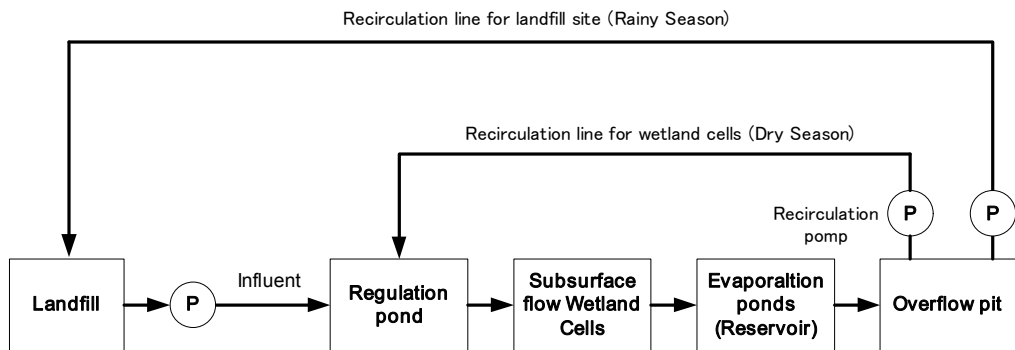 Recirculation line for landfill site (Rainy Season)
Recirculation line for wetland cells (Dry Season)
Recirculation
pomp
P
P
Landfill
P
Influent
Regulation
pond
Subsurface
flow Wetland
Cells
Evaporaltion
ponds
(Reservoir)
Overflow pit